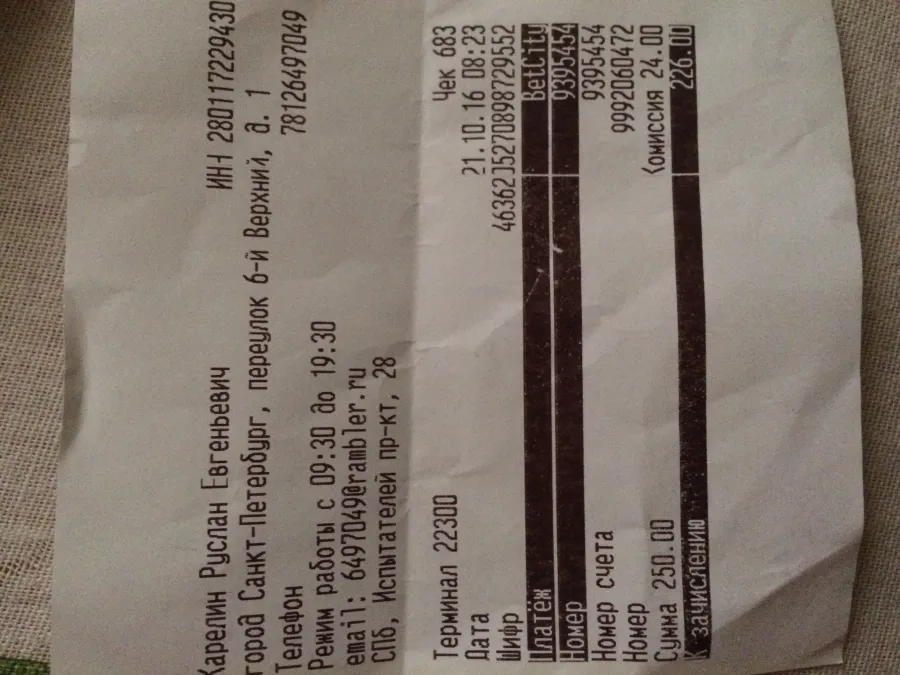 Карелин Руслан Евгеньевич ИНН 280117229430
город Санкт-Петербург, переулок 6-й Верхний, д. 1
Телефон 78126497049
Режим работы с 09:30 до 19:30
email: 6497049@rambler.ru
СПб, Испытателей пр-кт, 28
Терминал 22300 Чек 683
Дата 21.10.16 08:23
Шифр
Платёж BetCity
Номер 9395454
Номер счета 9395454
Номер 9992060472
Сумма 250.00 Комиссия 24.00
К зачислению 226.00